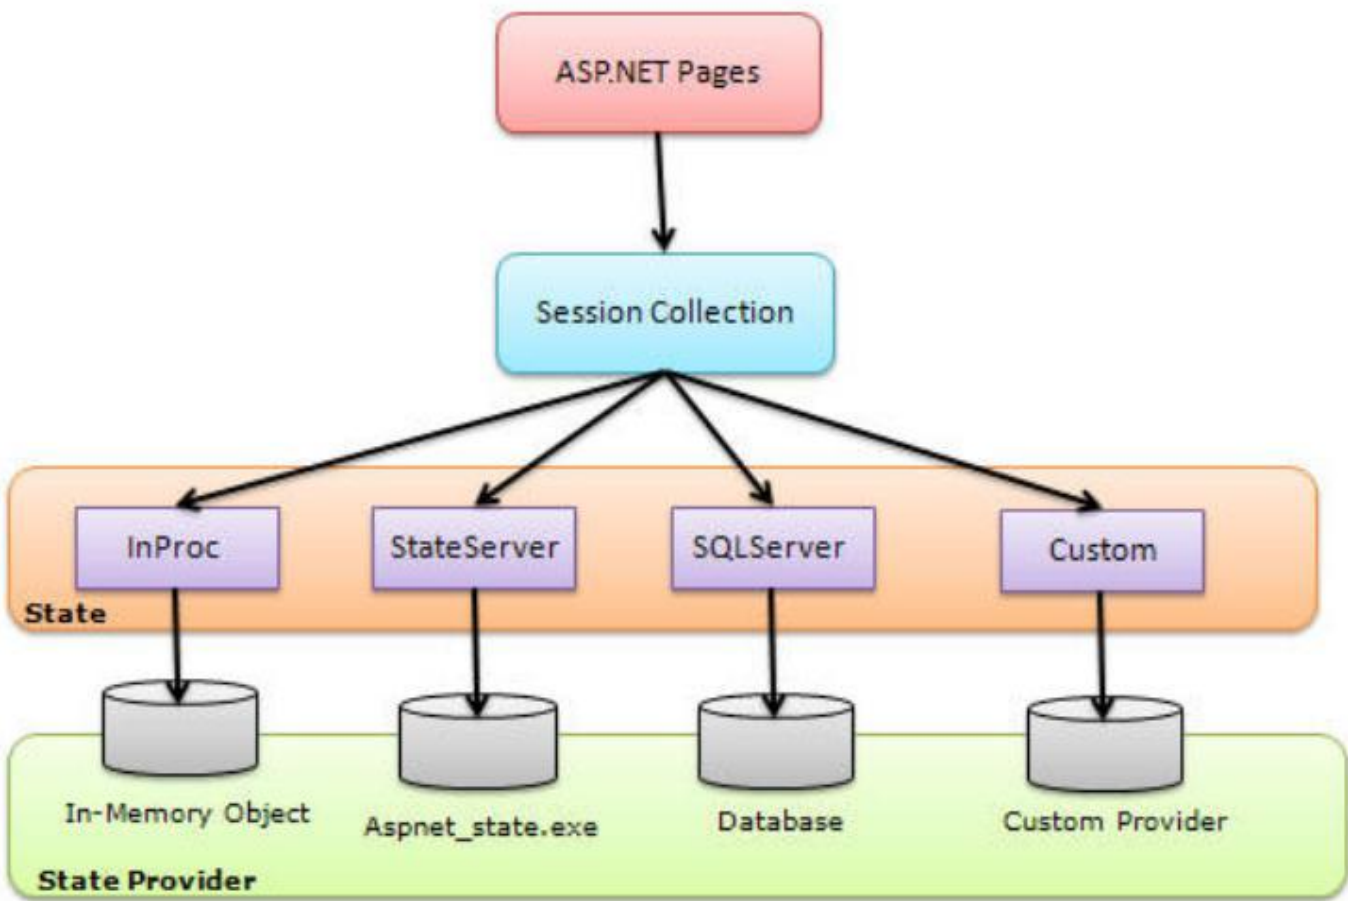 ASP.NET Pages
Session Collection
InProc
StateServer
SQLServer
Custom
State
In-Memory Object
Aspnet_state.exe
Database
Custom Provider
State Provider